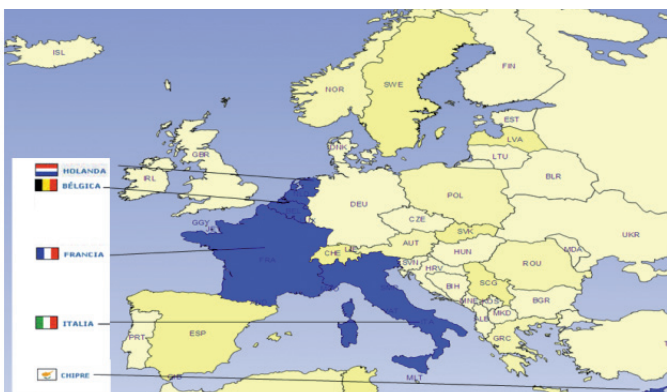 ISL
FIN
SWE
NOR
EST
LVA
DNK
LTU
GBR
HOLANDA
BLR
IRL
BÉLGICA
POL
DEU
CZE
UKR
GGY
SVK
FRANCIA
AUT
MDA
CHE
HUN
SVN
ROU
HRV
BIH
SCG
BGR
MKD
ITALIA
ESP
PRT
GRC
CHIPRE
MLT